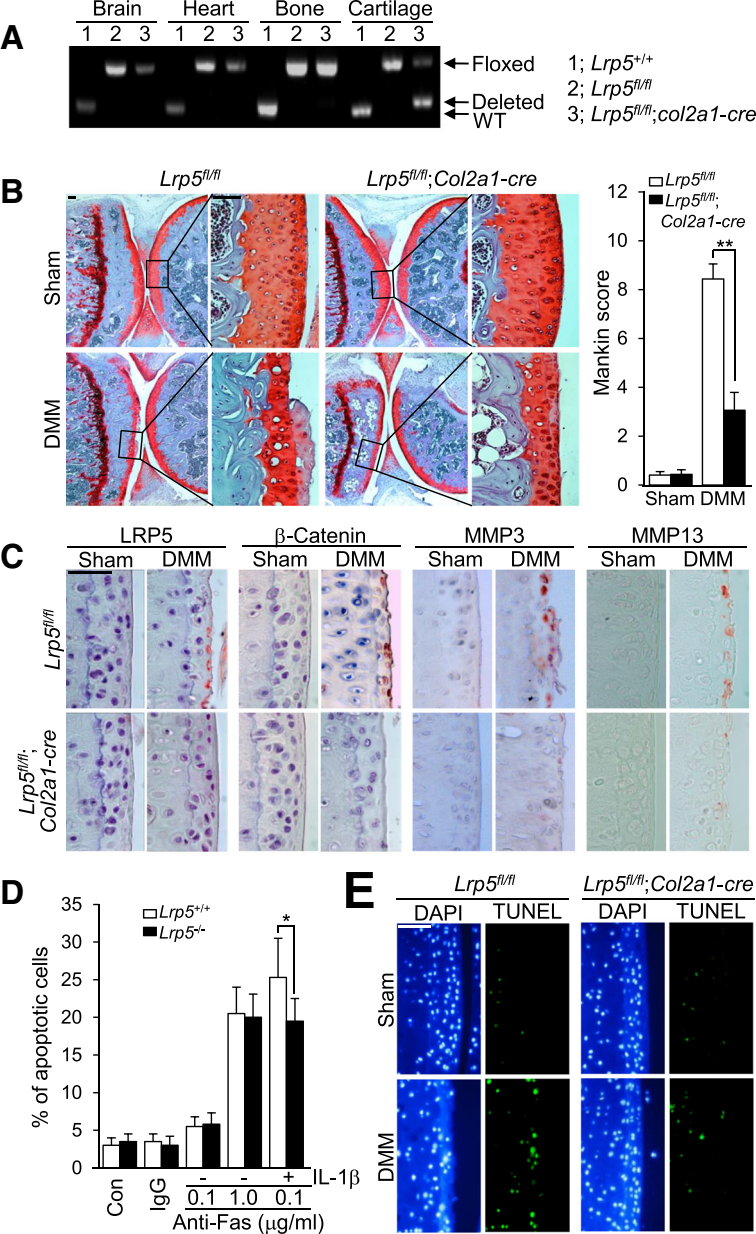 A
Brain Heart Bone Cartilage
1 2 3 1 2 3 1 2 3 1 2 3
Floxed
Deleted
WT
1; Lrp5+/+
2; Lrp5fl/fl
3; Lrp5fl/fl;col2a1-cre
B
Lrp5fl/fl Lrp5fl/fl;Col2a1-cre
Sham
DMM
Lrp5fl/fl
Lrp5fl/fl;
Col2a1-cre
**
Mankin score
12
10
8
6
4
2
0
Sham DMM
C
LRP5 β-Catenin MMP3 MMP13
Sham DMM Sham DMM Sham DMM Sham DMM
Lrp5fl/fl
Lrp5fl/fl;
Col2a1-cre
D
Lrp5+/+
Lrp5-/-
*
% of apoptotic cells
35
30
25
20
15
10
5
0
Con IgG - - + IL-1β
0.1 1.0 0.1
Anti-Fas (μg/ml)
E
Lrp5fl/fl Lrp5fl/fl;Col2a1-cre
DAPI TUNEL DAPI TUNEL
Sham
DMM